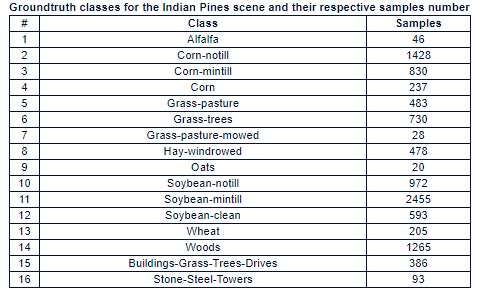 Groundtruth classes for the Indian Pines scene and their respective samples number
# Class Samples
1 Alfalfa 46
2 Corn-notill 1428
3 Corn-mintill 830
4 Corn 237
5 Grass-pasture 483
6 Grass-trees 730
7 Grass-pasture-mowed 28
8 Hay-windrowed 478
9 Oats 20
10 Soybean-notill 972
11 Soybean-mintill 2455
12 Soybean-clean 593
13 Wheat 205
14 Woods 1265
15 Buildings-Grass-Trees-Drives 386
16 Stone-Steel-Towers 93